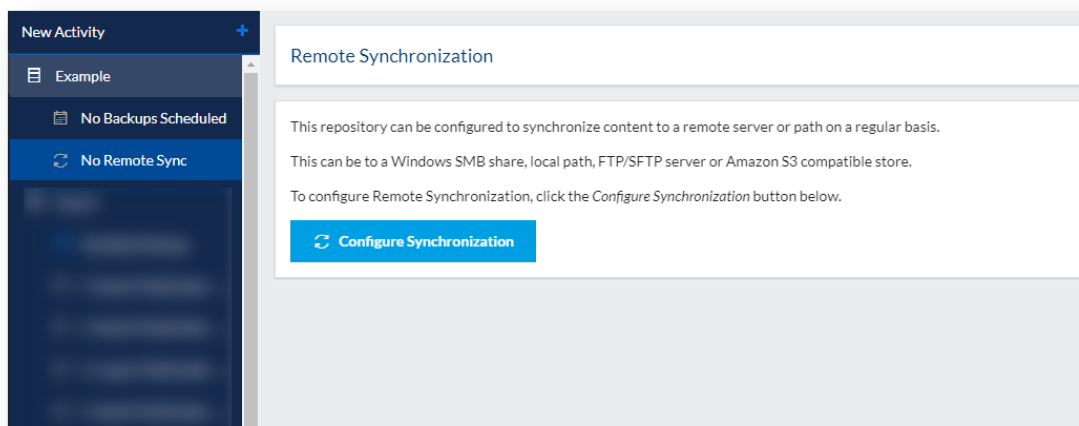 New Activity +
Example
No Backups Scheduled
No Remote Sync
Remote Synchronization
This repository can be configured to synchronize content to a remote server or path on a regular basis.
This can be to a Windows SMB share, local path, FTP/SFTP server or Amazon S3 compatible store.
To configure Remote Synchronization, click the Configure Synchronization button below.
Configure Synchronization